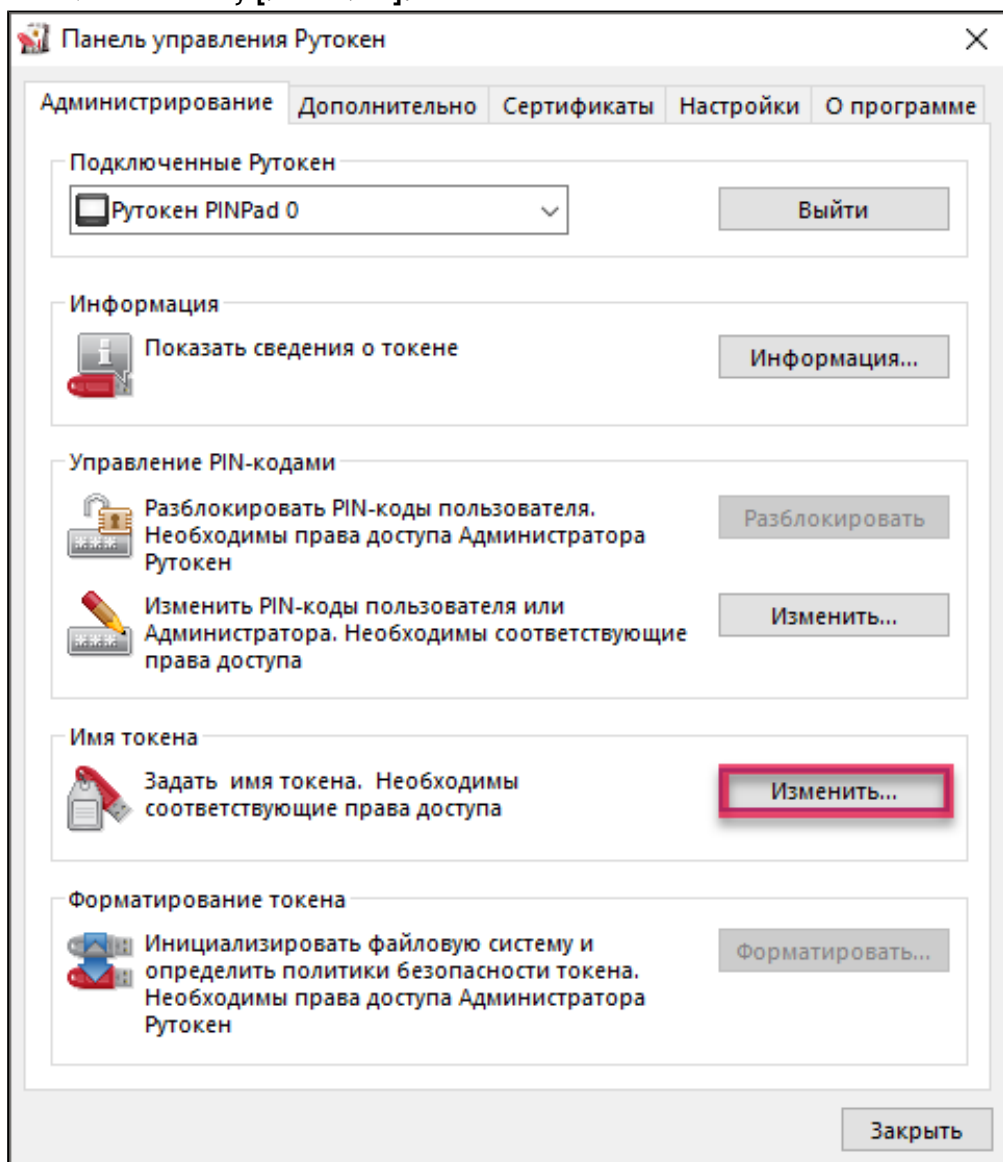 Панель управления Рутокен
Администрирование Дополнительно Сертификаты Настройки О программе
Подключенные Рутокен
Рутокен PINPad 0
Выйти
Информация
Показать сведения о токене
Информация...
Управление PIN-кодами
Разблокировать PIN-коды пользователя.
Необходимы права доступа Администратора
Рутокен
Разблокировать
Изменить PIN-коды пользователя или
Администратора. Необходимы соответствующие
права доступа
Изменить...
Имя токена
Задать имя токена. Необходимы
соответствующие права доступа
Изменить...
Форматирование токена
Инициализировать файловую систему и
определить политики безопасности токена.
Необходимы права доступа Администратора
Рутокен
Форматировать...
Закрыть